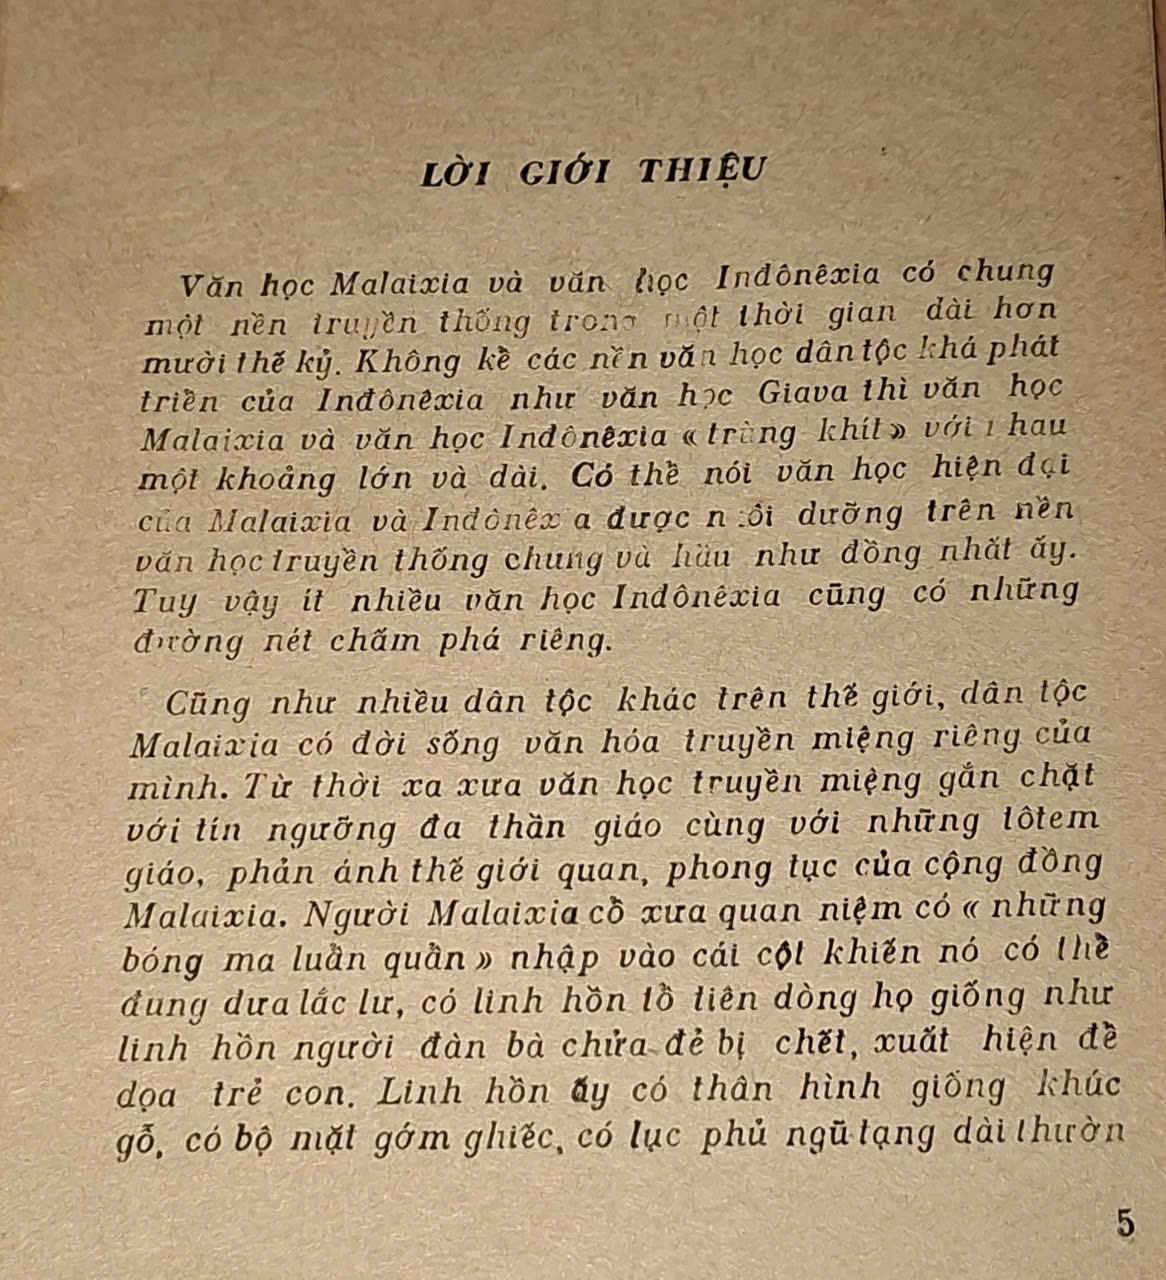 LỜI GIỚI THIỆU
Văn học Malaixia và văn học Inđônêxia có chung
một nền truyền thống trong một thời gian dài hơn
mười thế kỷ. Không kể các nền văn học dân tộc khá phát
triển của Inđônêxia như văn học Giava thì văn học
Malaixia và văn học Inđônêxia « trùng khít » với nhau
một khoảng lớn và dài. Có thể nói văn học hiện đại
của Malaixia và Inđônêxia được nuôi dưỡng trên nền
văn học truyền thống chung và hầu như đồng nhất ấy.
Tuy vậy ít nhiều văn học Inđônêxia cũng có những
đường nét chấm phá riêng.
Cũng như nhiều dân tộc khác trên thế giới, dân tộc
Malaixia có đời sống văn hóa truyền miệng riêng của
mình. Từ thời xa xưa văn học truyền miệng gắn chặt
với tín ngưỡng đa thần giáo cùng với những tôtem
giáo, phản ánh thế giới quan, phong tục của cộng đồng
Malaixia. Người Malaixia cổ xưa quan niệm có « những
bóng ma luẩn quẩn » nhập vào cái cột khiến nó có thể
đung dưa lắc lư, có linh hồn tổ tiên dòng họ giống như
linh hồn người đàn bà chửa đẻ bị chết, xuất hiện để
dọa trẻ con. Linh hồn ấy có thân hình giống khúc
gỗ, có bộ mặt gớm ghiếc, có lục phủ ngũ tạng dài thườn
5